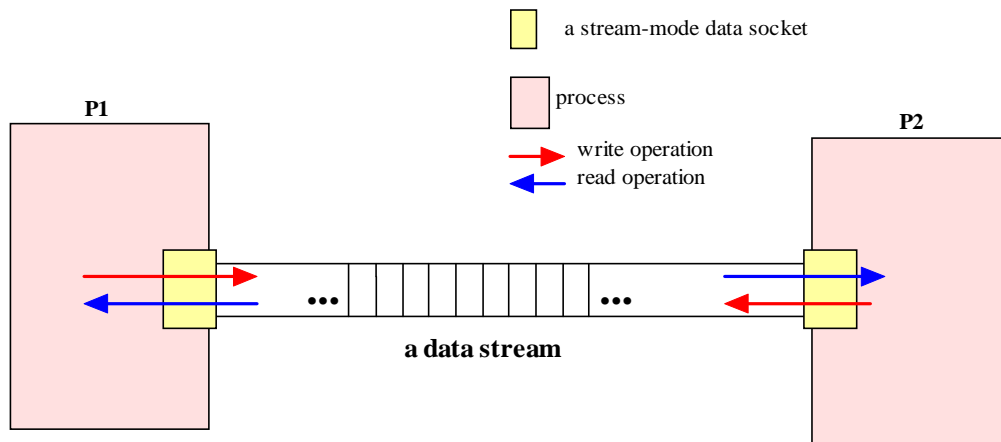 a stream-mode data socket
process
P1
P2
write operation
read operation
...
...
a data stream